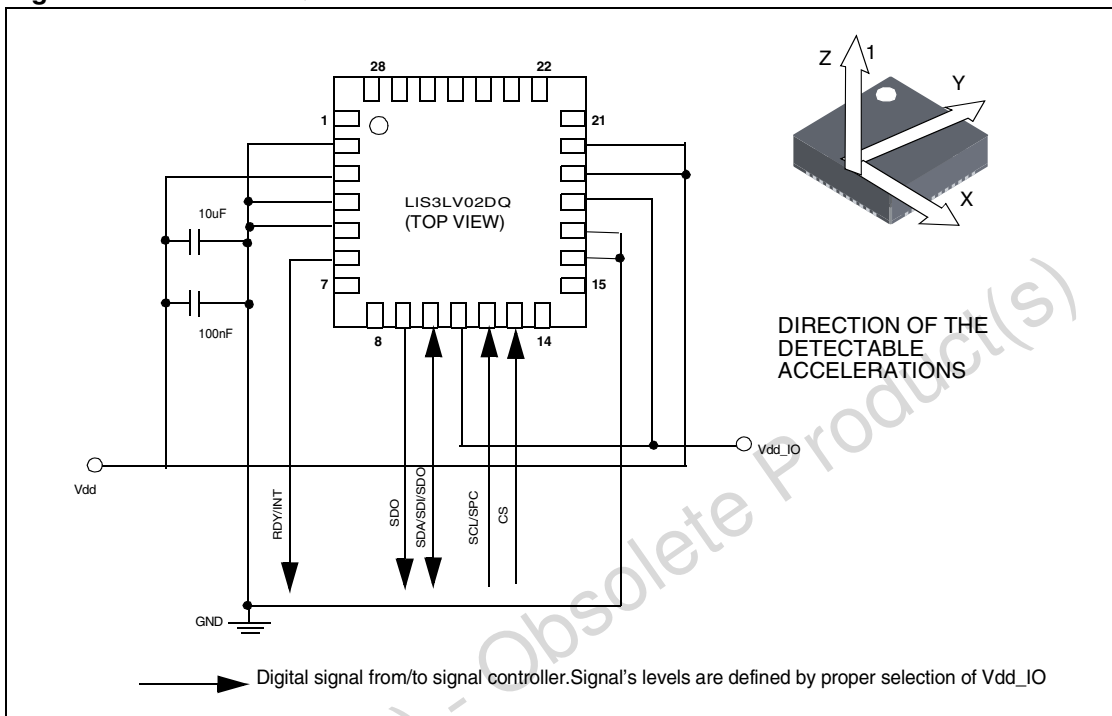 28
22
Z
1
Y
X
1
21
LIS3LV02DQ
(TOP VIEW)
10uF
7
15
100nF
8
14
DIRECTION OF THE
DETECTABLE
ACCELERATIONS
Vdd_IO
Vdd
RDY/INT
SDO
SDA/SDI/SDO
SCL/SPC
CS
GND
Digital signal from/to signal controller.Signal's levels are defined by proper selection of Vdd_IO
) - Obsolete Product(s)